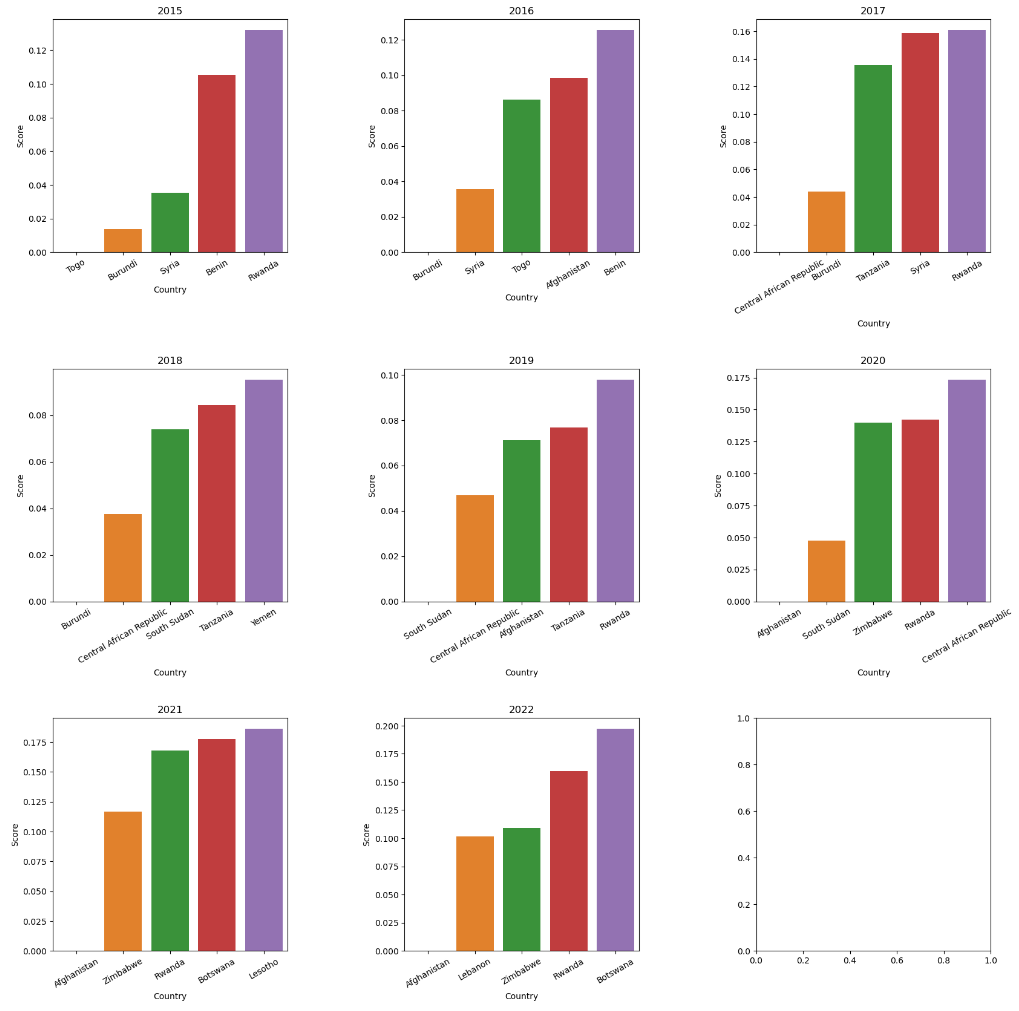 2015
0.12
0.10
0.08
0.06
0.04
0.02
0.00
Score
Togo
Burundi
Syria
Benin
Rwanda
Country
2016
0.12
0.10
0.08
0.06
0.04
0.02
0.00
Score
Burundi
Syria
Togo
Afghanistan
Benin
Country
2017
0.16
0.14
0.12
0.10
0.08
0.06
0.04
0.02
0.00
Score
Central African Republic
Burundi
Tanzania
Syria
Rwanda
Country
2018
0.08
0.06
0.04
0.02
0.00
Score
Burundi
Central African Republic
South Sudan
Tanzania
Yemen
Country
2019
0.10
0.08
0.06
0.04
0.02
0.00
Score
South Sudan
Central African Republic
Afghanistan
Tanzania
Rwanda
Country
2020
0.175
0.150
0.125
0.100
0.075
0.050
0.025
0.000
Score
Afghanistan
South Sudan
Zimbabwe
Rwanda
Central African Republic
Country
2021
0.175
0.150
0.125
0.100
0.075
0.050
0.025
0.000
Score
Afghanistan
Zimbabwe
Rwanda
Botswana
Lesotho
Country
2022
0.200
0.175
0.150
0.125
0.100
0.075
0.050
0.025
0.000
Score
Afghanistan
Lebanon
Zimbabwe
Rwanda
Botswana
Country
1.0
0.8
0.6
0.4
0.2
0.0
0.0
0.2
0.4
0.6
0.8
1.0